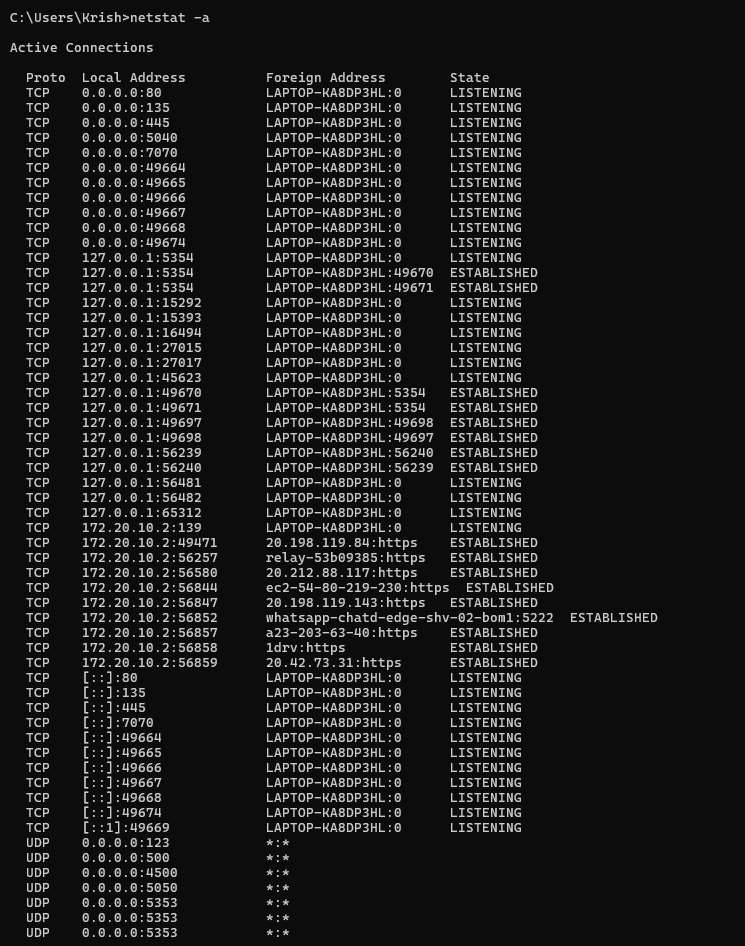 C:\Users\Krish>netstat -a
Active Connections
Proto  Local Address          Foreign Address        State
TCP    0.0.0.0:80             LAPTOP-KA8DP3HL:0      LISTENING
TCP    0.0.0.0:135            LAPTOP-KA8DP3HL:0      LISTENING
TCP    0.0.0.0:445            LAPTOP-KA8DP3HL:0      LISTENING
TCP    0.0.0.0:5040           LAPTOP-KA8DP3HL:0      LISTENING
TCP    0.0.0.0:7070           LAPTOP-KA8DP3HL:0      LISTENING
TCP    0.0.0.0:49664          LAPTOP-KA8DP3HL:0      LISTENING
TCP    0.0.0.0:49665          LAPTOP-KA8DP3HL:0      LISTENING
TCP    0.0.0.0:49666          LAPTOP-KA8DP3HL:0      LISTENING
TCP    0.0.0.0:49667          LAPTOP-KA8DP3HL:0      LISTENING
TCP    0.0.0.0:49668          LAPTOP-KA8DP3HL:0      LISTENING
TCP    0.0.0.0:49674          LAPTOP-KA8DP3HL:0      LISTENING
TCP    127.0.0.1:5354         LAPTOP-KA8DP3HL:0      LISTENING
TCP    127.0.0.1:5354         LAPTOP-KA8DP3HL:49670  ESTABLISHED
TCP    127.0.0.1:5354         LAPTOP-KA8DP3HL:49671  ESTABLISHED
TCP    127.0.0.1:15292        LAPTOP-KA8DP3HL:0      LISTENING
TCP    127.0.0.1:15393        LAPTOP-KA8DP3HL:0      LISTENING
TCP    127.0.0.1:16494        LAPTOP-KA8DP3HL:0      LISTENING
TCP    127.0.0.1:27015        LAPTOP-KA8DP3HL:0      LISTENING
TCP    127.0.0.1:27017        LAPTOP-KA8DP3HL:0      LISTENING
TCP    127.0.0.1:45623        LAPTOP-KA8DP3HL:0      LISTENING
TCP    127.0.0.1:49670        LAPTOP-KA8DP3HL:5354   ESTABLISHED
TCP    127.0.0.1:49671        LAPTOP-KA8DP3HL:5354   ESTABLISHED
TCP    127.0.0.1:49697        LAPTOP-KA8DP3HL:49698  ESTABLISHED
TCP    127.0.0.1:49698        LAPTOP-KA8DP3HL:49697  ESTABLISHED
TCP    127.0.0.1:56239        LAPTOP-KA8DP3HL:56240  ESTABLISHED
TCP    127.0.0.1:56240        LAPTOP-KA8DP3HL:56239  ESTABLISHED
TCP    127.0.0.1:56481        LAPTOP-KA8DP3HL:0      LISTENING
TCP    127.0.0.1:56482        LAPTOP-KA8DP3HL:0      LISTENING
TCP    127.0.0.1:65312        LAPTOP-KA8DP3HL:0      LISTENING
TCP    172.20.10.2:139        LAPTOP-KA8DP3HL:0      LISTENING
TCP    172.20.10.2:49471      20.198.119.84:https    ESTABLISHED
TCP    172.20.10.2:56257      relay-53b09385:https   ESTABLISHED
TCP    172.20.10.2:56580      20.212.88.117:https    ESTABLISHED
TCP    172.20.10.2:56844      ec2-54-80-219-230:https  ESTABLISHED
TCP    172.20.10.2:56847      20.198.119.143:https   ESTABLISHED
TCP    172.20.10.2:56852      whatsapp-chatd-edge-shv-02-bom1:5222  ESTABLISHED
TCP    172.20.10.2:56857      a23-203-63-40:https    ESTABLISHED
TCP    172.20.10.2:56858      1drv:https             ESTABLISHED
TCP    172.20.10.2:56859      20.42.73.31:https      ESTABLISHED
TCP    [::]:80                LAPTOP-KA8DP3HL:0      LISTENING
TCP    [::]:135               LAPTOP-KA8DP3HL:0      LISTENING
TCP    [::]:445               LAPTOP-KA8DP3HL:0      LISTENING
TCP    [::]:7070              LAPTOP-KA8DP3HL:0      LISTENING
TCP    [::]:49664             LAPTOP-KA8DP3HL:0      LISTENING
TCP    [::]:49665             LAPTOP-KA8DP3HL:0      LISTENING
TCP    [::]:49666             LAPTOP-KA8DP3HL:0      LISTENING
TCP    [::]:49667             LAPTOP-KA8DP3HL:0      LISTENING
TCP    [::]:49668             LAPTOP-KA8DP3HL:0      LISTENING
TCP    [::]:49674             LAPTOP-KA8DP3HL:0      LISTENING
TCP    [::1]:49669            LAPTOP-KA8DP3HL:0      LISTENING
UDP    0.0.0.0:123            *:*
UDP    0.0.0.0:500            *:*
UDP    0.0.0.0:4500           *:*
UDP    0.0.0.0:5050           *:*
UDP    0.0.0.0:5353           *:*
UDP    0.0.0.0:5353           *:*
UDP    0.0.0.0:5353           *:*